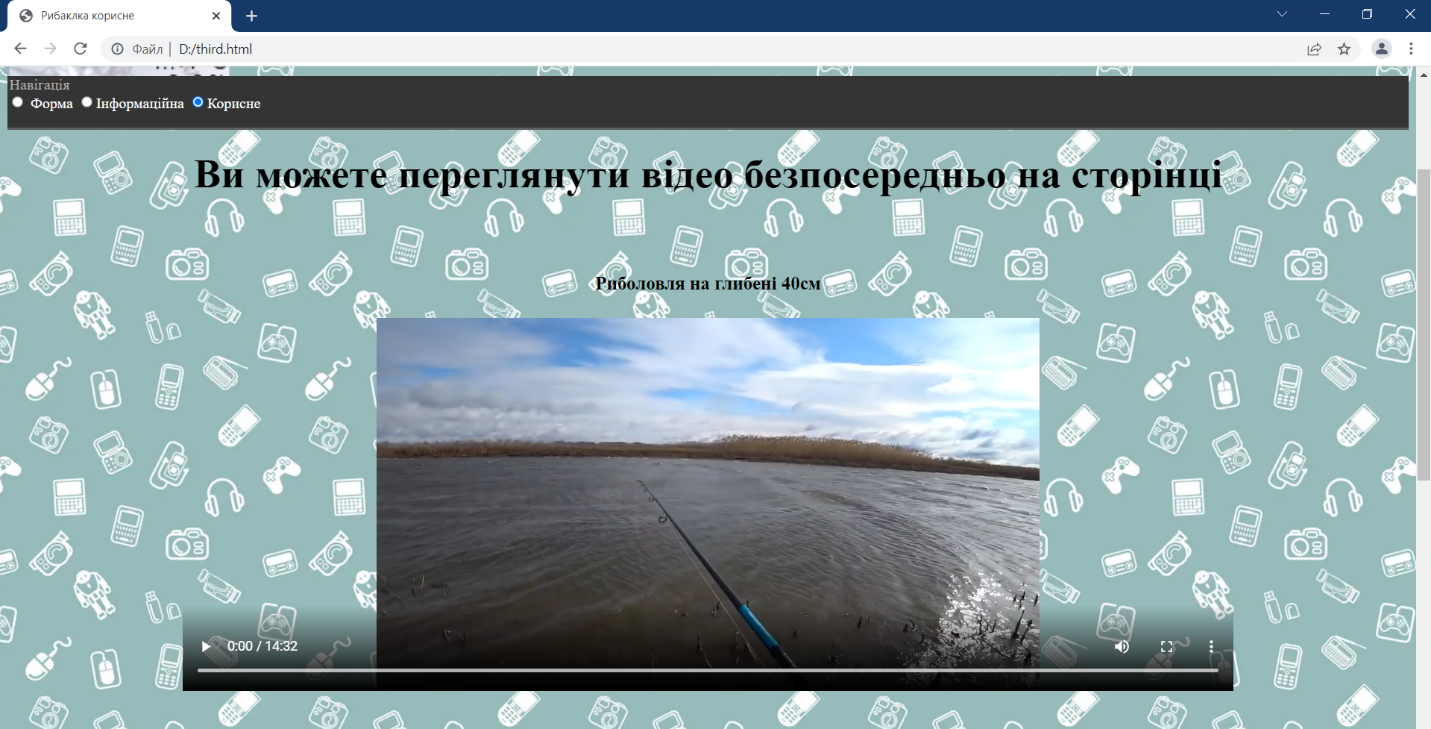 Рибаклка корисне
Файл | D:/third.html
Навігація
Форма Інформаційна Корисне
Ви можете переглянути відео безпосередньо на сторінці
Риболовля на глибені 40см
0:00 / 14:32